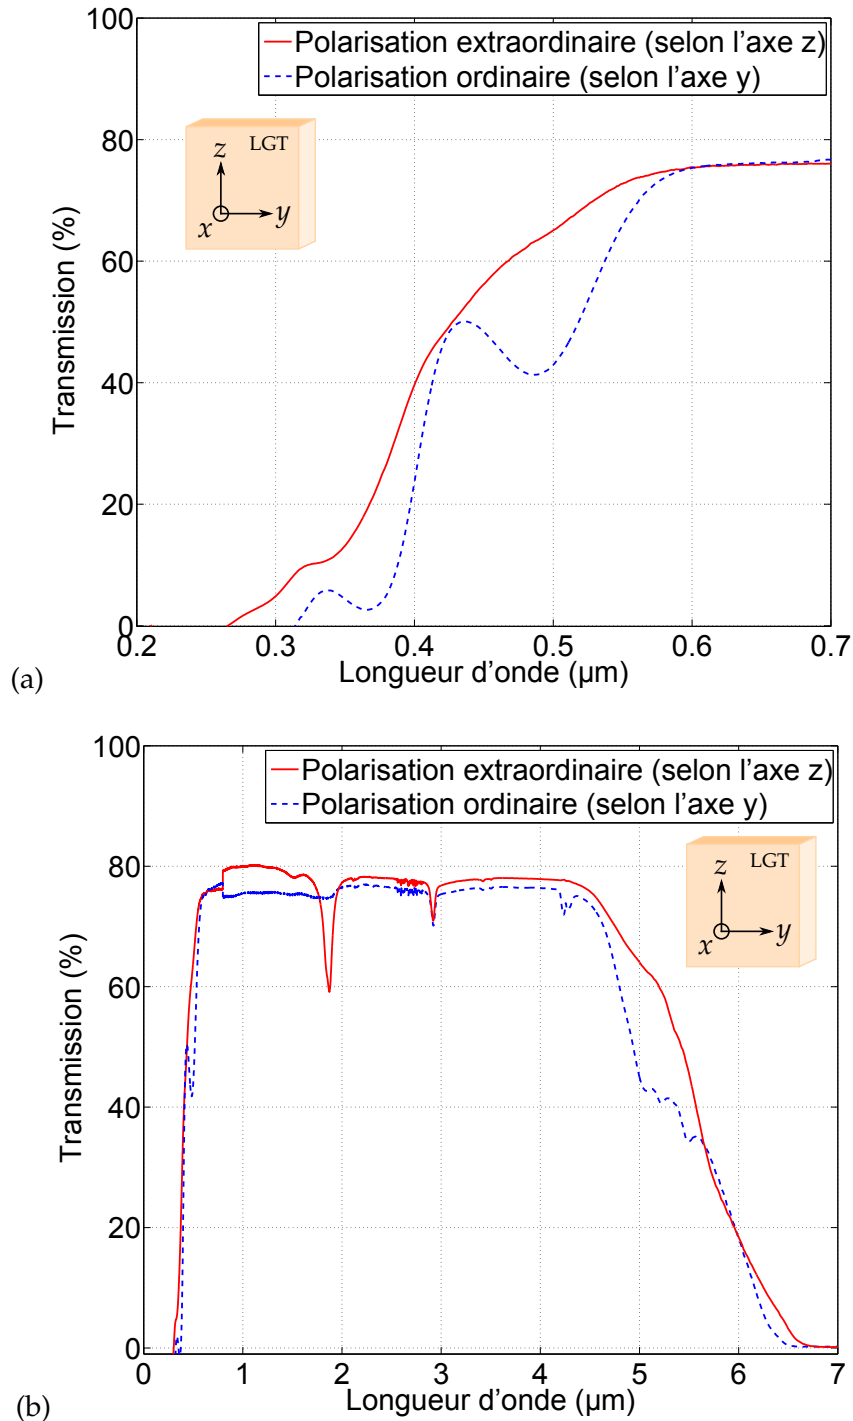 100
Polarisation extraordinaire (selon l'axe z)
Polarisation ordinaire (selon l'axe y)
80
LGT
z
x
y
60
Transmission (%)
40
20
0
0.2
0.3
0.4
0.5
0.6
0.7
Longueur d'onde (µm)
(a)
100
Polarisation extraordinaire (selon l'axe z)
Polarisation ordinaire (selon l'axe y)
80
LGT
z
x
y
60
Transmission (%)
40
20
0
0
1
2
3
4
5
6
7
Longueur d'onde (µm)
(b)